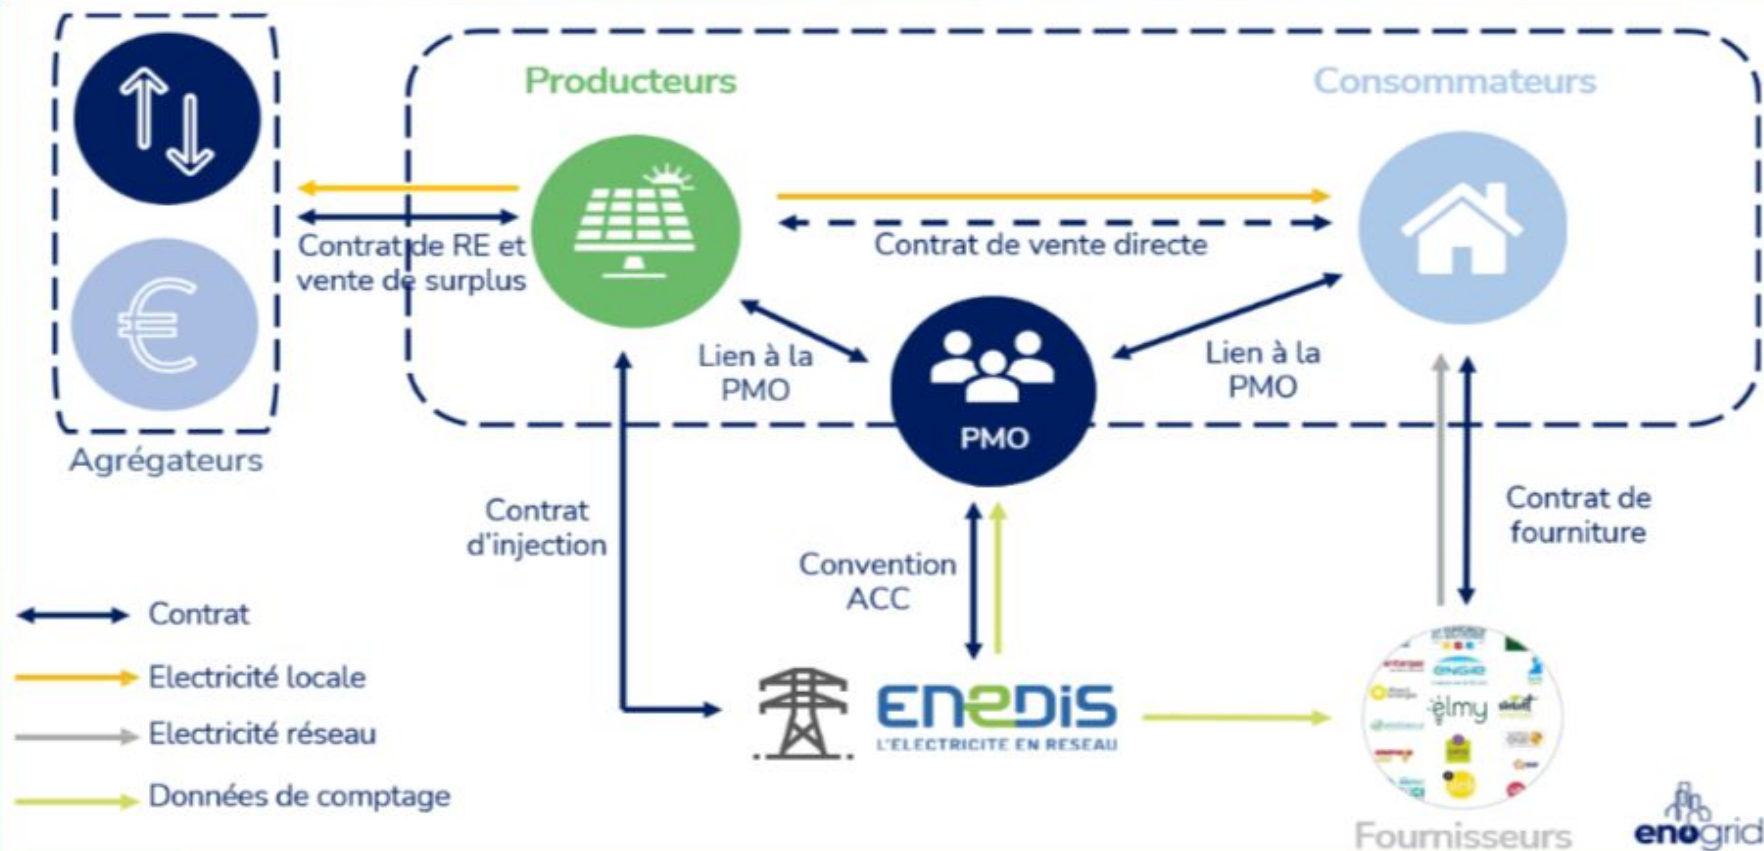 Producteurs
Consommateurs
Contrat de RE et
vente de surplus
Contrat de vente directe
Lien à la
PMO
Lien à la
PMO
PMO
Agrégateurs
Contrat
d'injection
Convention
ACC
Contrat de
fourniture
Contrat
Electricité locale
Electricité réseau
Données de comptage
ENEDIS
L'ELECTRICITE EN RESEAU
ENGIE
ēlmy
Fournisseurs
enogrid